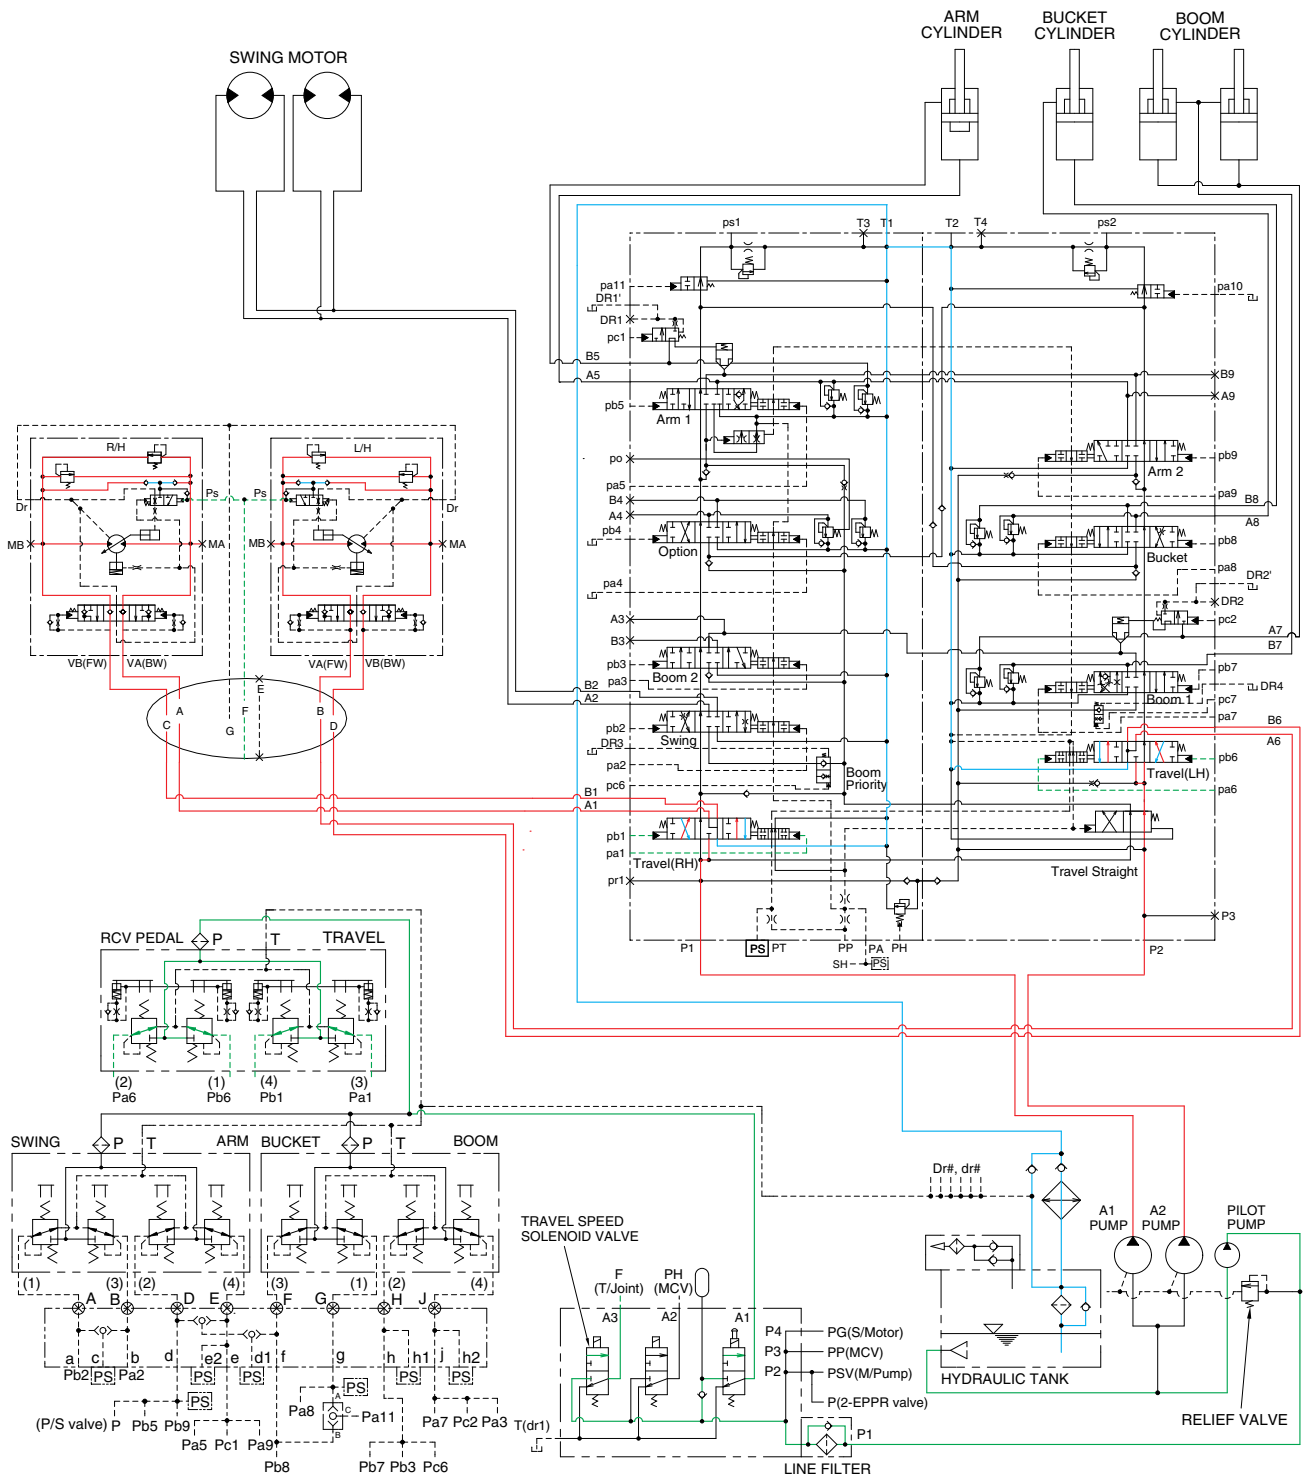 ARM
CYLINDER
BUCKET
CYLINDER
BOOM
CYLINDER
SWING MOTOR
ps1
T3
T1
T2
T4
ps2
pa11
pa10
DR1'
DR1
pc1
B5
A5
B9
A9
pb5
Arm 1
Arm 2
pb9
po
pa5
pa9
B4
B8
A4
A8
pb4
Option
Bucket
pb8
pa8
pa4
DR2'
DR2
A3
pc2
B3
A7
B7
pb3
Boom 2
pa3
pb7
DR4
Boom 1
pc7
pa7
B2
A2
B6
A6
pb2
Swing
DR3
pa2
Boom
Priority
Travel(LH)
pb6
pc6
pa6
B1
A1
pb1
pa1
Travel(RH)
Travel Straight
pr1
P3
P1
PS
PT
PP
PA
PH
P2
SH
PS
R/H
L/H
Ps
Ps
Dr
Dr
MB
MA
MB
MA
VB(FW)
VA(BW)
VA(FW)
VB(BW)
E
A
F
B
C
G
D
RCV PEDAL
P
T
TRAVEL
(2)
(1)
(4)
(3)
Pa6
Pb6
Pb1
Pa1
SWING
P
T
ARM
BUCKET
P
T
BOOM
(1)
(3)
(2)
(4)
(3)
(1)
(2)
(4)
A
B
D
E
F
G
H
J
a
c
b
d
e2
e
d1
f
g
h
h1
j
h2
Pb2
PS
Pa2
PS
PS
PS
PS
PS
PS
(P/S valve)
P
Pb5
Pb9
Pa8
A
C
B
Pa11
Pa7
Pc2
Pa3
Pa5
Pc1
Pa9
Pb8
Pb7
Pb3
Pc6
TRAVEL SPEED
SOLENOID VALVE
F
(T/Joint)
PH
(MCV)
A3
A2
A1
P4
PG(S/Motor)
P3
PP(MCV)
P2
PSV(M/Pump)
P(2-EPPR valve)
T(dr1)
P1
LINE FILTER
Dr#, dr#
A1
PUMP
A2
PUMP
PILOT
PUMP
HYDRAULIC TANK
RELIEF VALVE